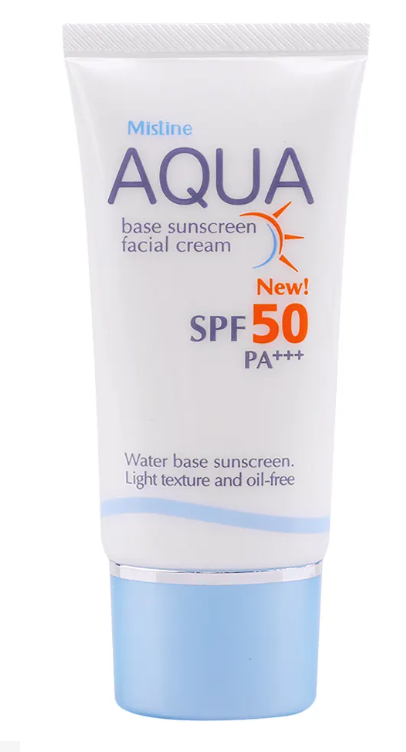 Mistine
AQUA
base sunscreen
facial cream
New!
SPF50
PA+++
Water base sunscreen.
Light texture and oil-free